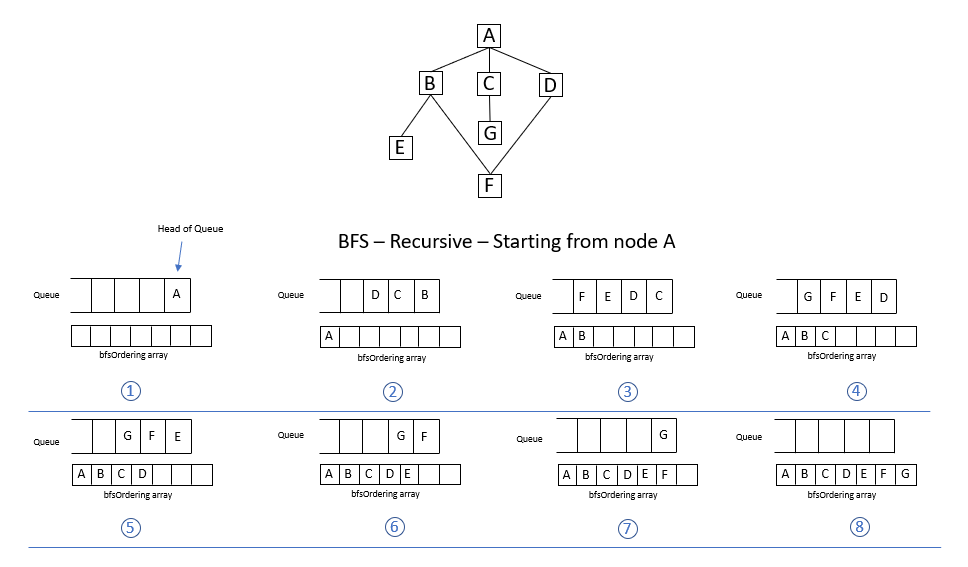 A
B C D
G
E
F
Head of Queue
BFS – Recursive – Starting from node A
Queue A
bfsOrdering array
1
Queue D C B
A
bfsOrdering array
2
Queue F E D C
A B
bfsOrdering array
3
Queue G F E D
A B C
bfsOrdering array
4
Queue G F E
A B C D
bfsOrdering array
5
Queue G F
A B C D E
bfsOrdering array
6
Queue G
A B C D E F
bfsOrdering array
7
Queue
A B C D E F G
bfsOrdering array
8